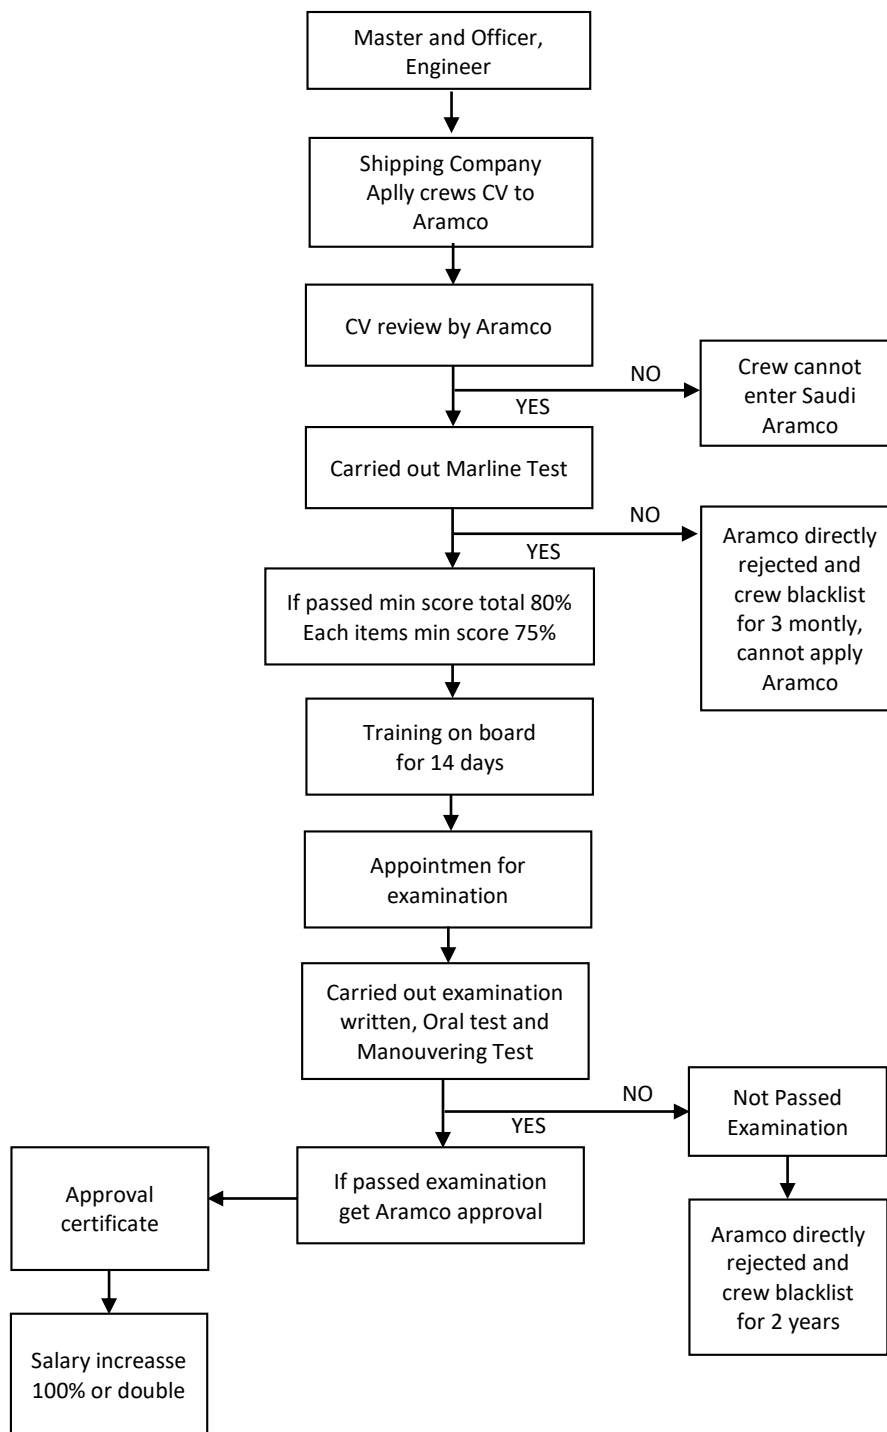 Master and Officer,
Engineer
Shipping Company
Aplly crews CV to
Aramco
CV review by Aramco
NO
YES
Crew cannot
enter Saudi
Aramco
Carried out Marline Test
NO
YES
Aramco directly
rejected and
crew blacklist
for 3 montly,
cannot apply
Aramco
If passed min score total 80%
Each items min score 75%
Training on board
for 14 days
Appointmen for
examination
Carried out examination
written, Oral test and
Manouvering Test
NO
YES
Not Passed
Examination
If passed examination
get Aramco approval
Approval
certificate
Aramco directly
rejected and
crew blacklist
for 2 years
Salary increasse
100% or double